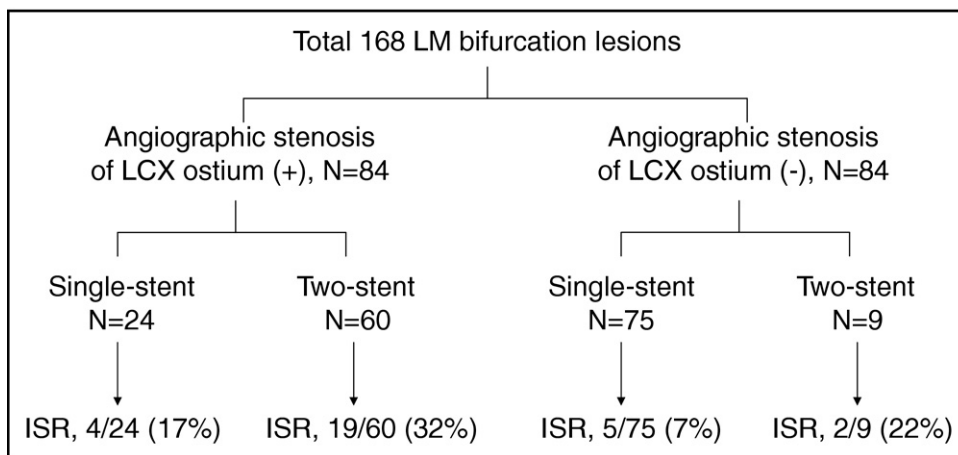 Total 168 LM bifurcation lesions
Angiographic stenosis
of LCX ostium (+), N=84
Angiographic stenosis
of LCX ostium (-), N=84
Single-stent
N=24
Two-stent
N=60
Single-stent
N=75
Two-stent
N=9
ISR, 4/24 (17%)
ISR, 19/60 (32%)
ISR, 5/75 (7%)
ISR, 2/9 (22%)